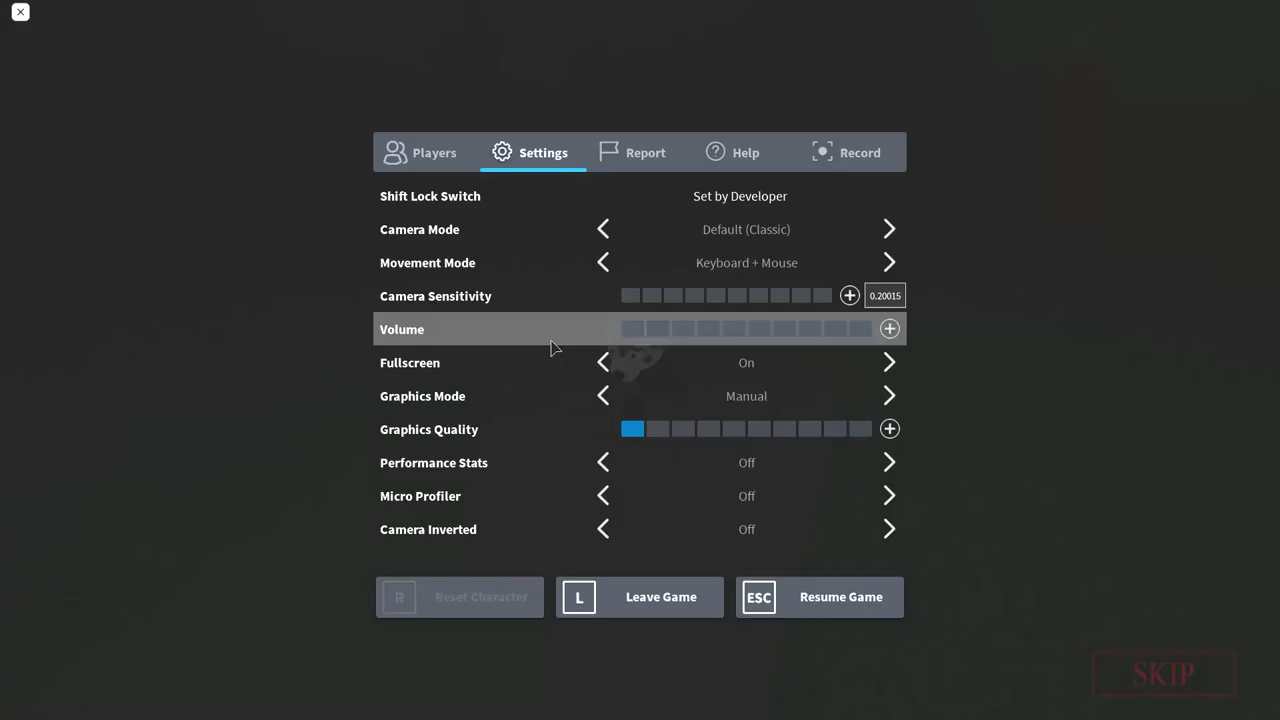 Players Settings Report Help Record
Shift Lock Switch Set by Developer
Camera Mode Default (Classic)
Movement Mode Keyboard + Mouse
Camera Sensitivity 0.20015
Volume
Fullscreen On
Graphics Mode Manual
Graphics Quality
Performance Stats Off
Micro Profiler Off
Camera Inverted Off
R Reset Character L Leave Game ESC Resume Game
SKIP